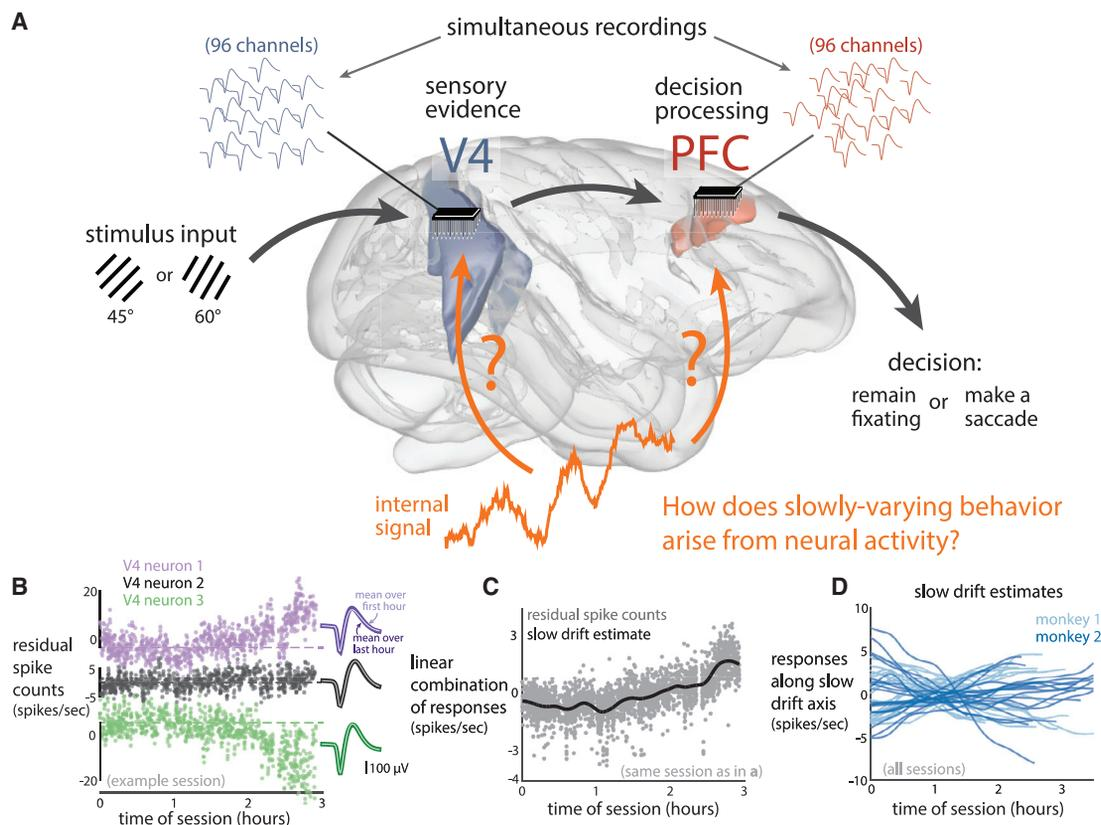 A
simultaneous recordings
(96 channels)
(96 channels)
sensory
evidence
V4
decision
processing
PFC
stimulus input
or
45°
60°
?
?
decision:
remain
fixating
or
make a
saccade
internal
signal
How does slowly-varying behavior
arise from neural activity?
B
V4 neuron 1
V4 neuron 2
V4 neuron 3
residual
spike
counts
(spikes/sec)
20
0
5
-5
0
-20
mean over
first hour
mean over
last hour
100 μV
(example session)
0
1
2
3
time of session (hours)
C
residual spike counts
slow drift estimate
linear
combination
of responses
(spikes/sec)
3
0
-3
-4
(same session as in a)
0
1
2
3
time of session (hours)
D
slow drift estimates
monkey 1
monkey 2
responses
along slow
drift axis
(spikes/sec)
10
5
0
-5
-10
(all sessions)
0
1
2
3
time of session (hours)